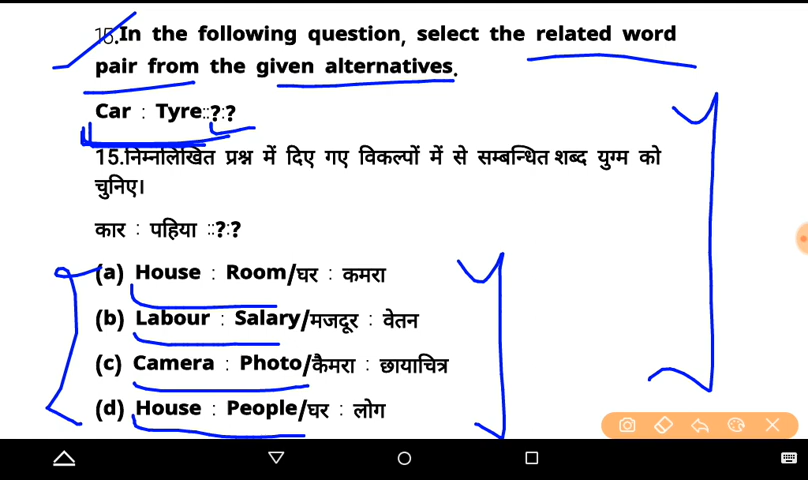 15.In the following question, select the related word
pair from the given alternatives.
Car : Tyre::?:?
15.निम्नलिखित प्रश्न में दिए गए विकल्पों में से सम्बन्धित शब्द युग्म को
चुनिए।
कार : पहिया ::?:?
(a) House : Room/घर : कमरा
(b) Labour : Salary/मजदूर : वेतन
(c) Camera : Photo/कैमरा : छायाचित्र
(d) House : People/घर : लोग